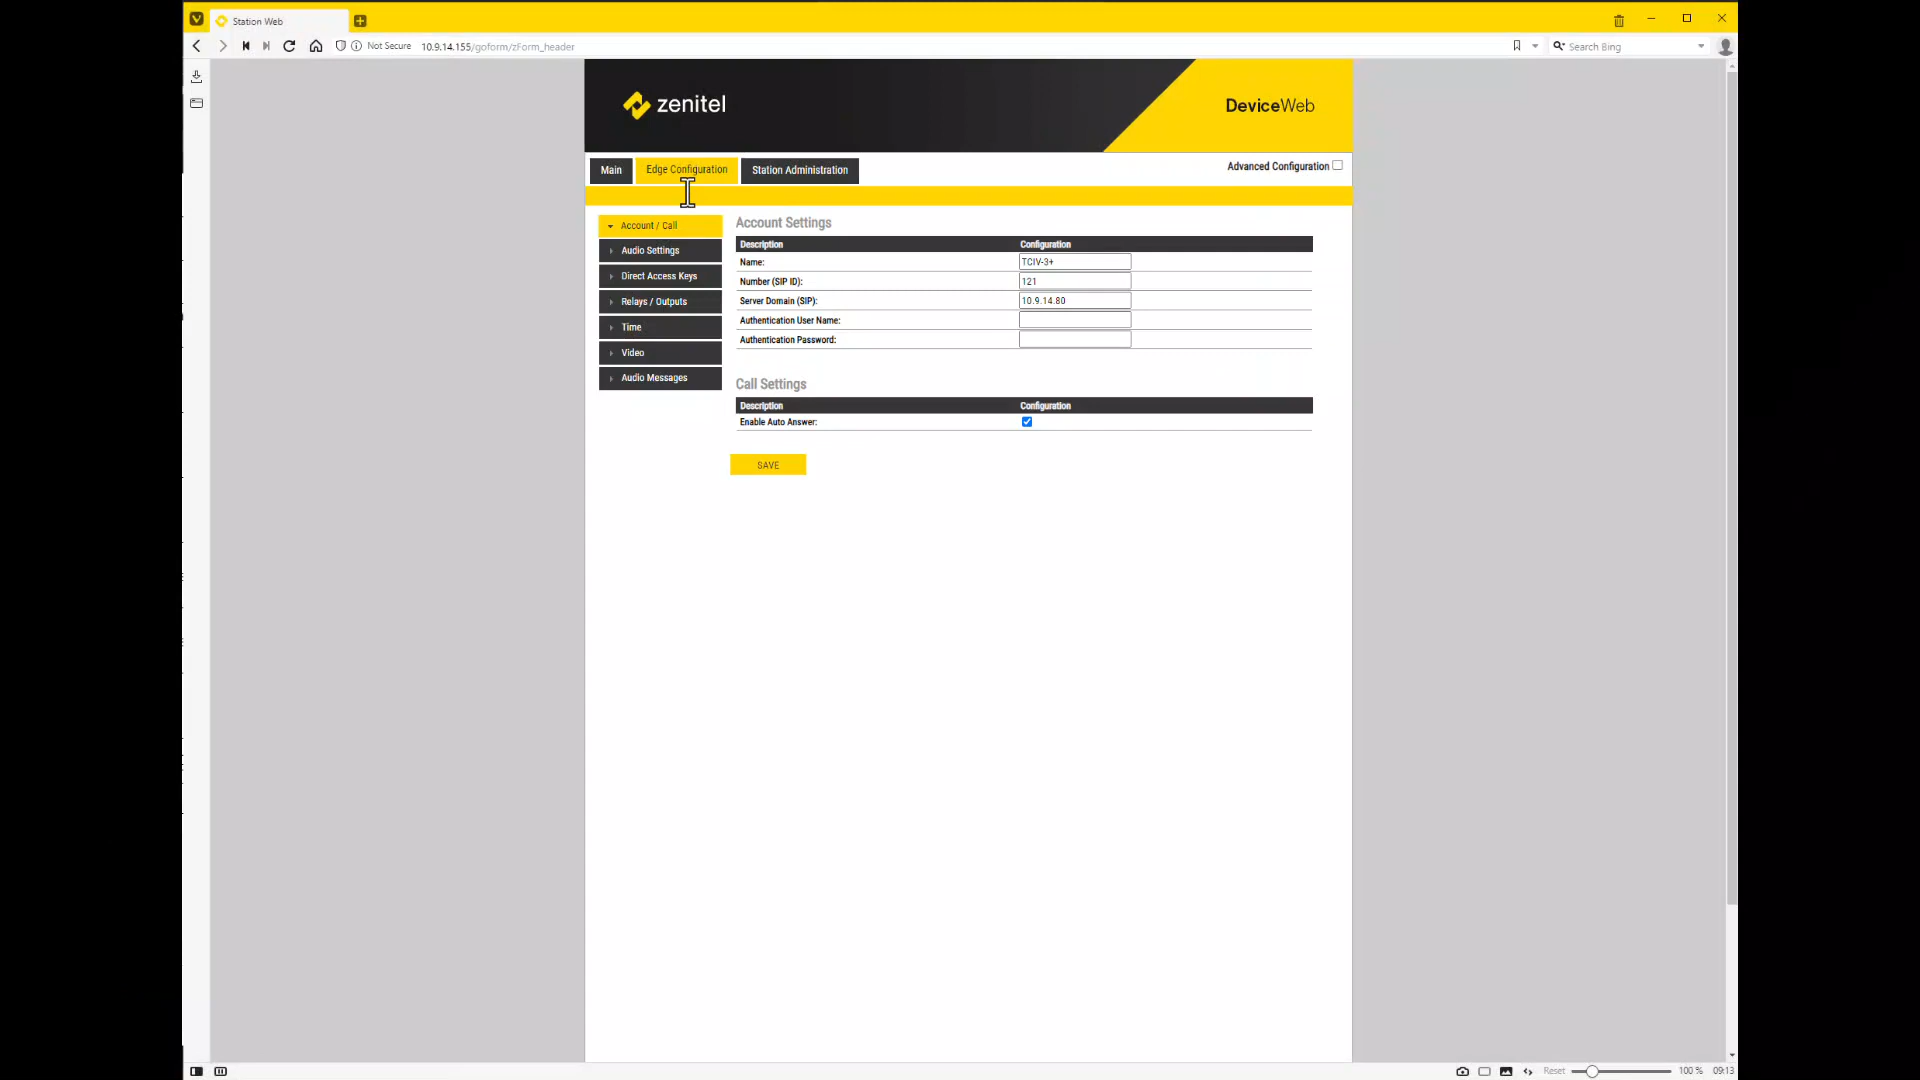 Station Web
Not Secure 10.9.14.155/goform/zForm_header
Search Bing
zenitel
DeviceWeb
Main
Edge Configuration
Station Administration
Advanced Configuration
Account / Call
Audio Settings
Direct Access Keys
Relays / Outputs
Time
Video
Audio Messages
Account Settings
Description Configuration
Name: TCIV-3+
Number (SIP ID): 121
Server Domain (SIP): 10.9.14.80
Authentication User Name:
Authentication Password:
Call Settings
Description Configuration
Enable Auto Answer:
SAVE
Reset 100 % 09:13